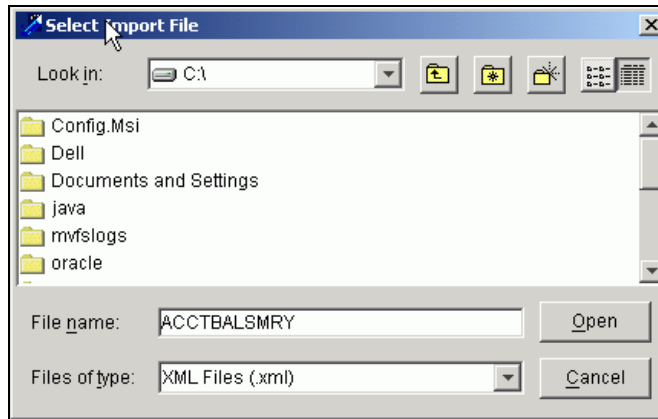 Select Import File
Look in: C:\
Config.Msi
Dell
Documents and Settings
java
mvfslogs
oracle
File name: ACCTBALSMRY Open
Files of type: XML Files (.xml) Cancel